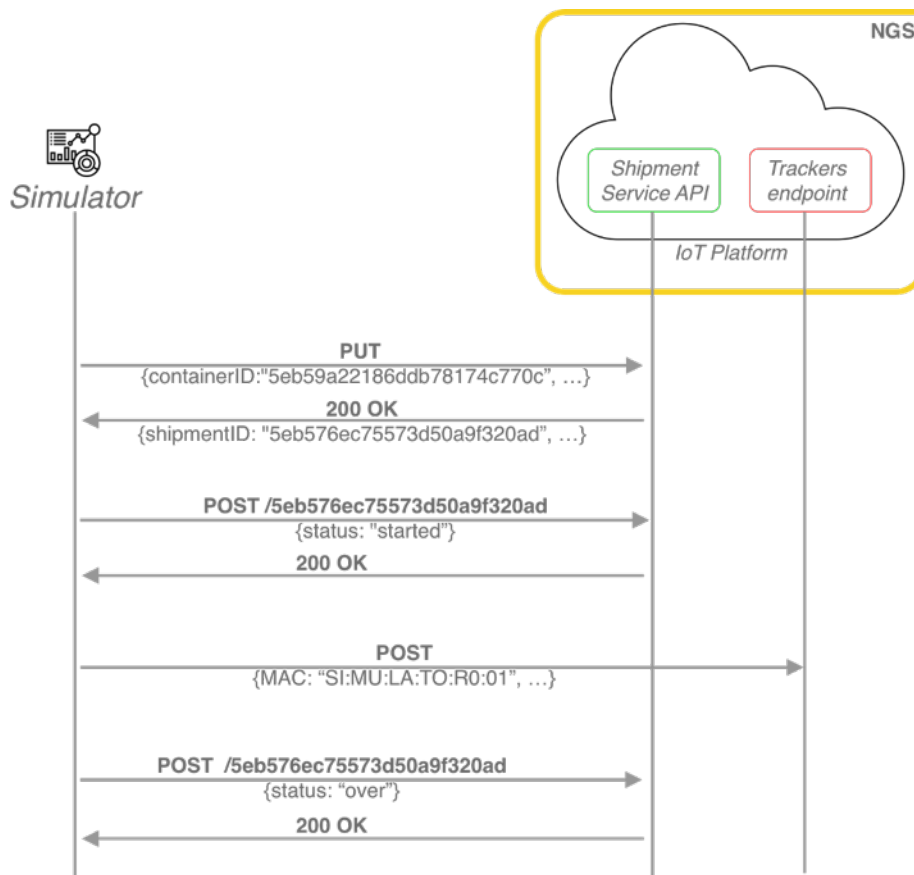 NGS
Simulator
Shipment
Service API
Trackers
endpoint
IoT Platform
PUT
{containerID:"5eb59a22186ddb78174c770c”, …}
200 OK
{shipmentID: "5eb576ec75573d50a9f320ad”, …}
POST /5eb576ec75573d50a9f320ad
{status: "started”}
200 OK
POST
{MAC: “SI:MU:LA:TO:R0:01”, …}
POST /5eb576ec75573d50a9f320ad
{status: “over”}
200 OK